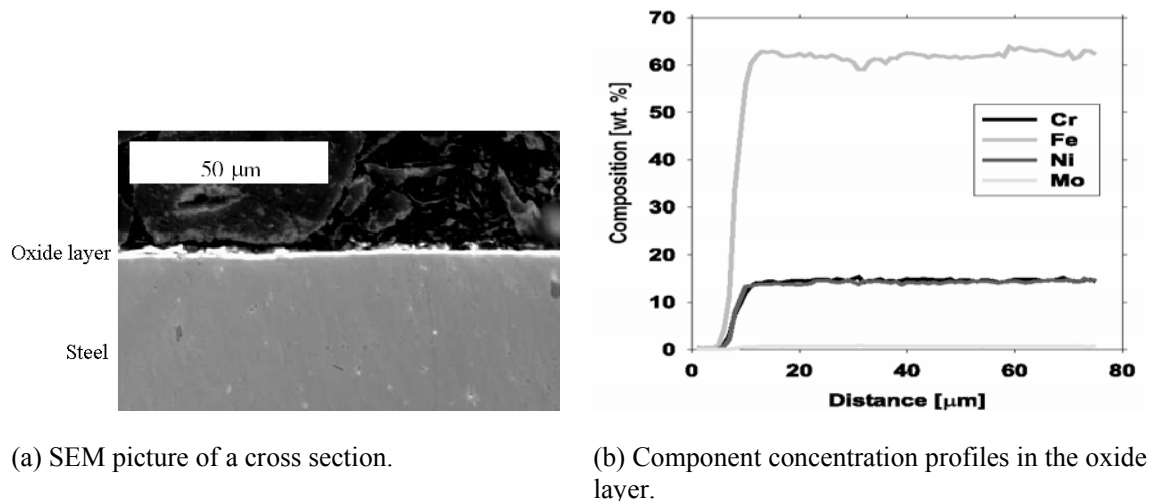 50 μm
Oxide layer
Steel
(a) SEM picture of a cross section.
70
60
50
40
30
20
10
0
Composition [wt. %]
Cr
Fe
Ni
Mo
0 20 40 60 80
Distance [μm]
(b) Component concentration profiles in the oxide
layer.